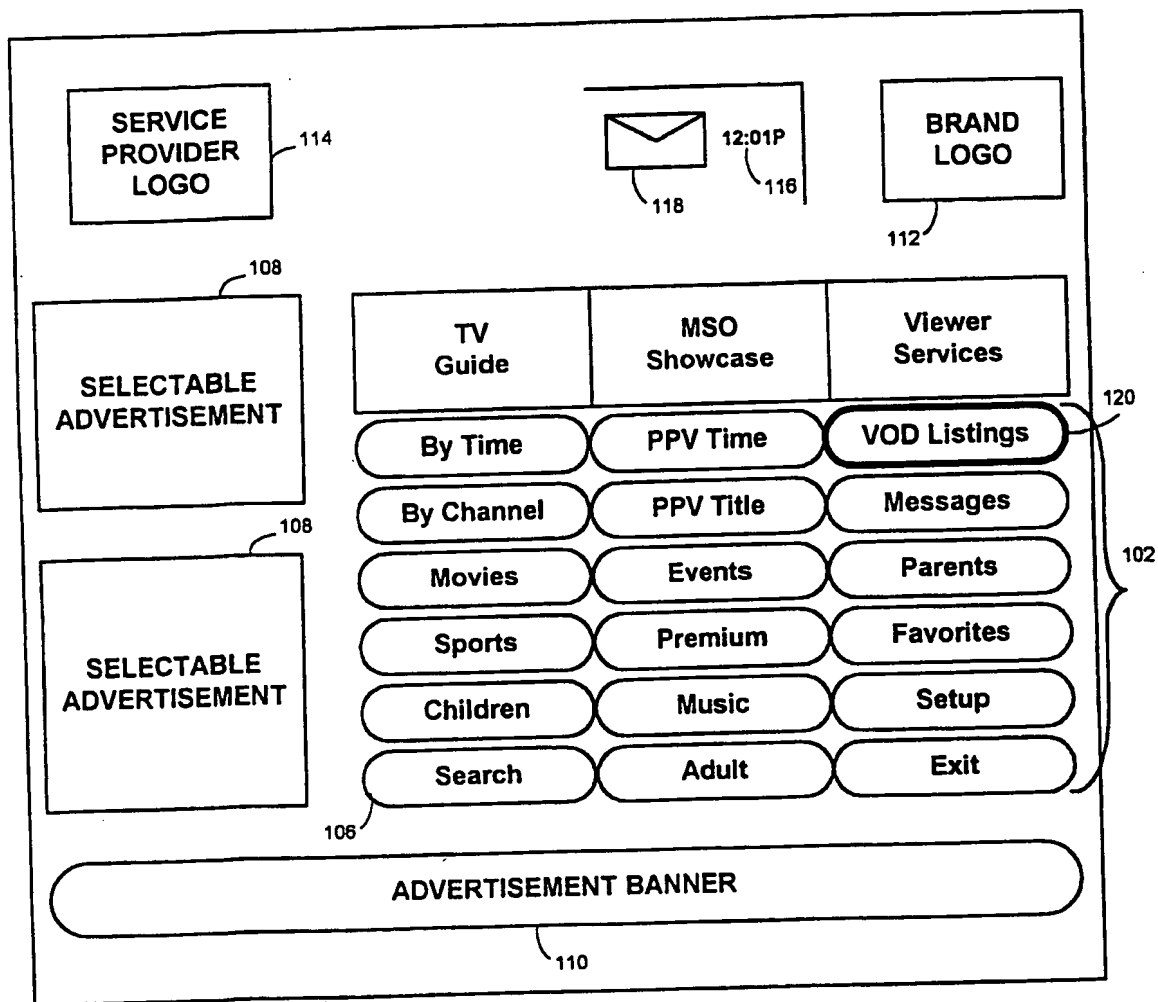 SERVICE
PROVIDER
LOGO
114
12:01P
118
116
BRAND
LOGO
112
108
SELECTABLE
ADVERTISEMENT
108
SELECTABLE
ADVERTISEMENT
TV
Guide
MSO
Showcase
Viewer
Services
120
By Time
PPV Time
VOD Listings
By Channel
PPV Title
Messages
Movies
Events
Parents
102
Sports
Premium
Favorites
Children
Music
Setup
Search
Adult
Exit
106
ADVERTISEMENT BANNER
110